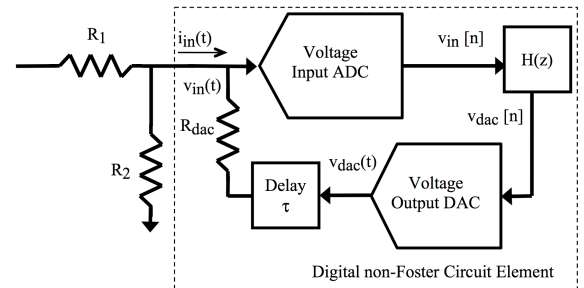 R1
iin(t)
Voltage
Input ADC
vin [n]
H(z)
vin(t)
Rdac
vdac [n]
R2
Delay
τ
vdac(t)
Voltage
Output DAC
Digital non-Foster Circuit Element